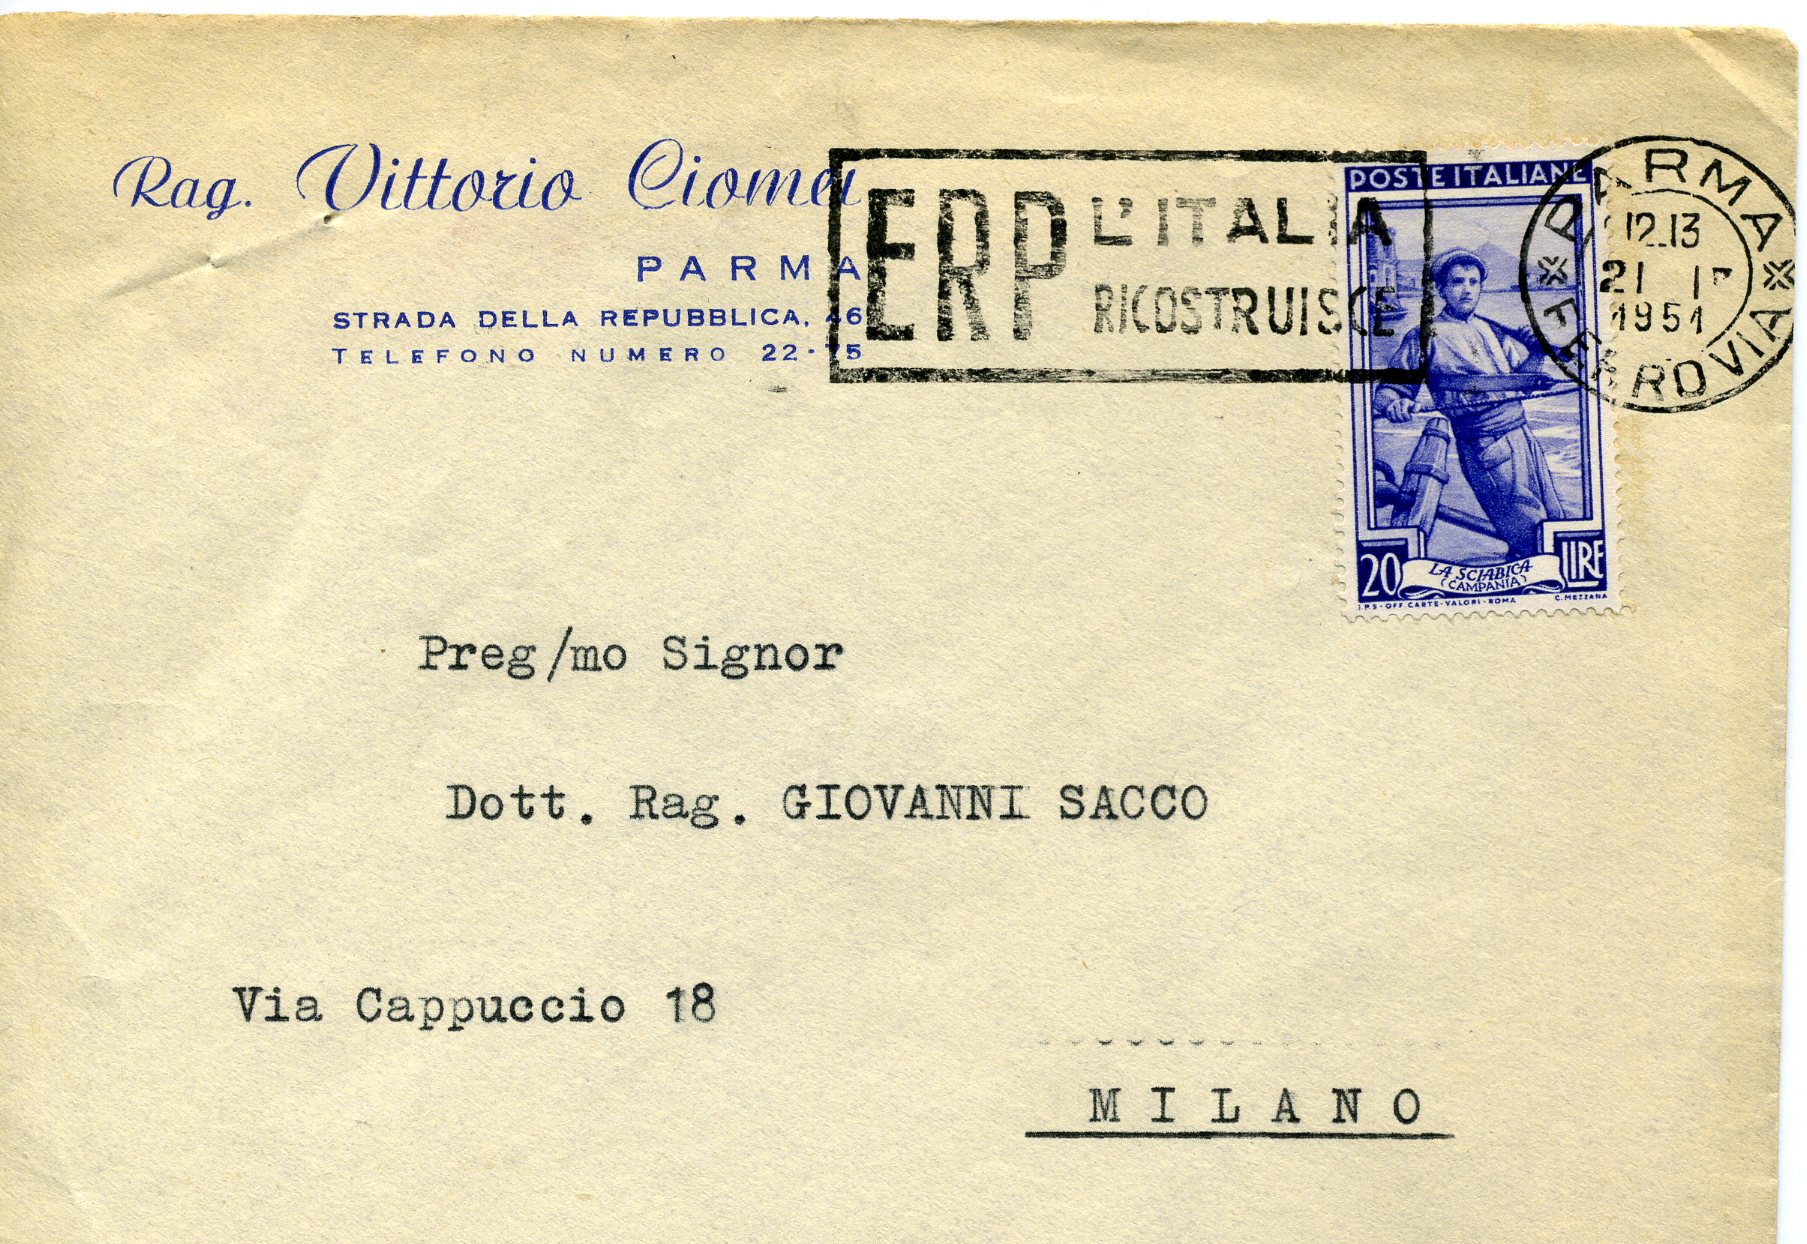 Rag. Vittorio Ciomei
PARMA
STRADA DELLA REPUBBLICA, 46
TELEFONO NUMERO 22-75
ERP L'ITALIA
RICOSTRUISCE
POSTE ITALIANE
20 LIRE
LA SCIABICA
(CAMPANIA)
I.P.S-OFF CARTE-VALORI-ROMA C.MEZZANA
PARMA
12.13
21
1951
FERROVIA
Preg/mo Signor
Dott. Rag. GIOVANNI SACCO
Via Cappuccio 18
MILANO